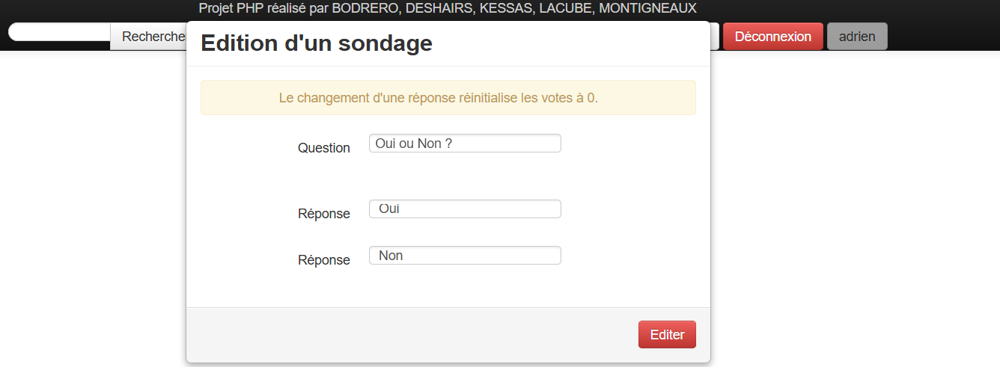 Projet PHP réalisé par BODRERO, DESHAIRS, KESSAS, LACUBE, MONTIGNEAUX
Recherche Déconnexion adrien
Edition d'un sondage
Le changement d'une réponse réinitialise les votes à 0.
Question Oui ou Non ?
Réponse Oui
Réponse Non
Editer